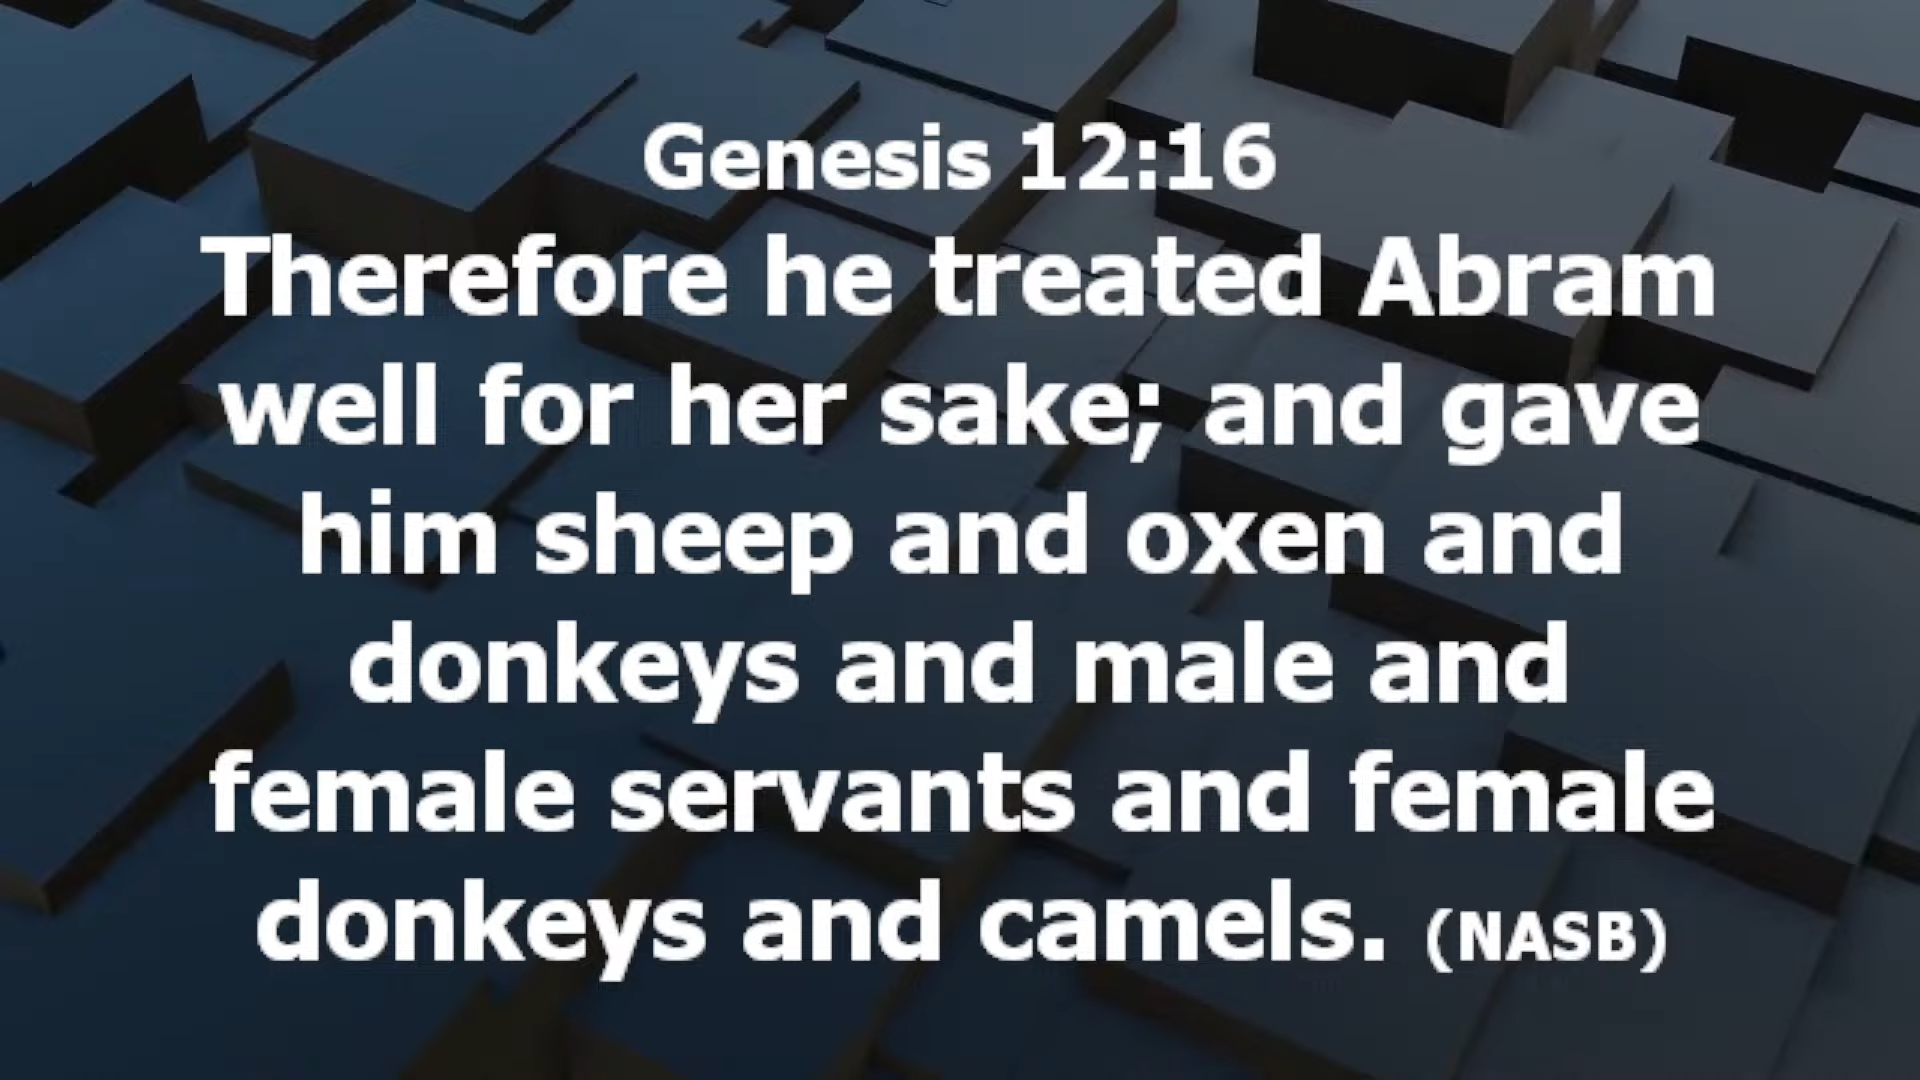 Genesis 12:16
Therefore he treated Abram
well for her sake; and gave
him sheep and oxen and
donkeys and male and
female servants and female
donkeys and camels. (NASB)